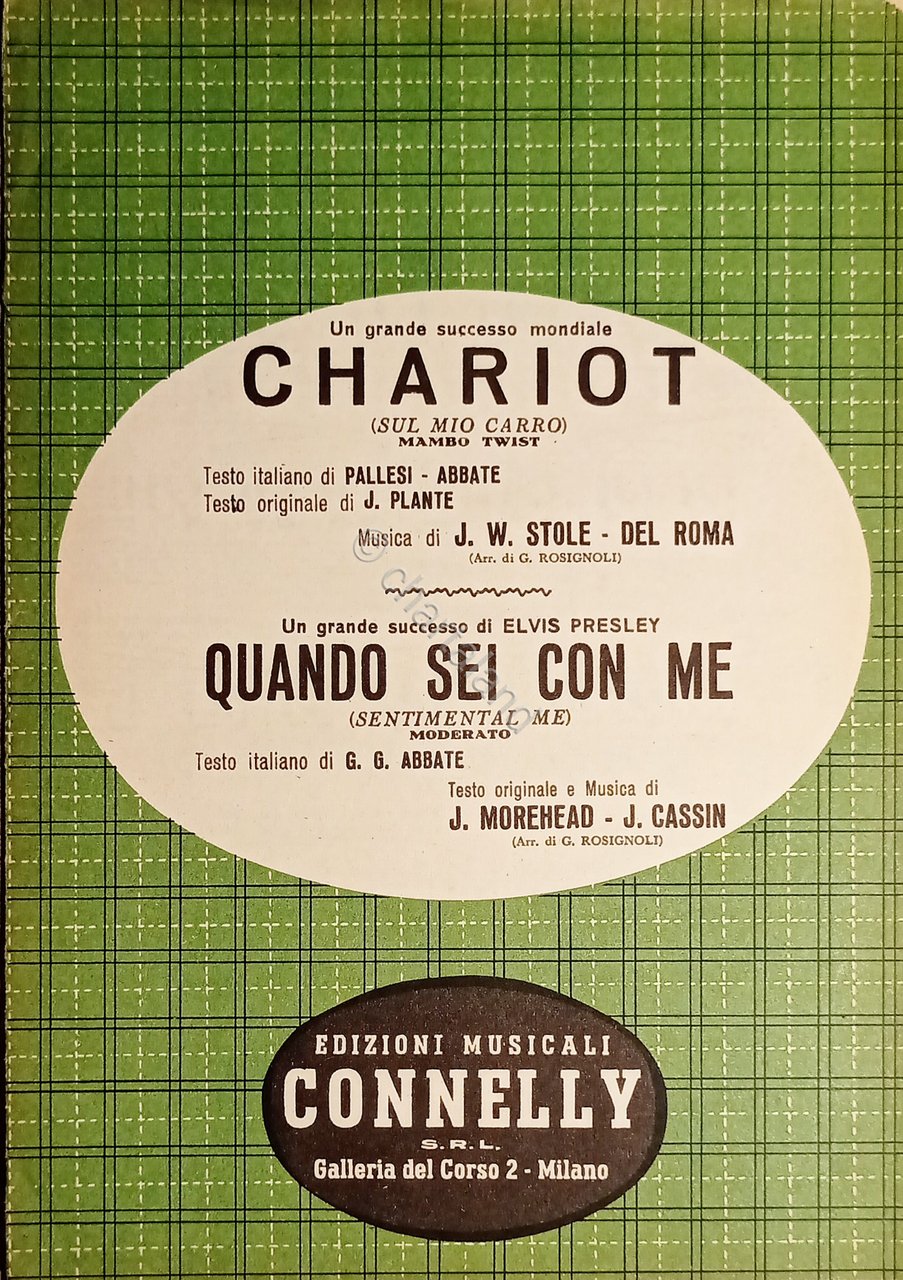 Un grande successo mondiale
CHARIOT
(SUL MIO CARRO)
MAMBO TWIST
Testo italiano di PALLESI - ABBATE
Testo originale di J. PLANTE
Musica di J. W. STOLE - DEL ROMA
(Arr. di G. ROSIGNOLI)
Un grande successo di ELVIS PRESLEY
QUANDO SEI CON ME
(SENTIMENTAL ME)
MODERATO
Testo italiano di G. G. ABBATE
Testo originale e Musica di
J. MOREHEAD - J. CASSIN
(Arr. di G. ROSIGNOLI)
EDIZIONI MUSICALI
CONNELLY
S.R.L.
Galleria del Corso 2 - Milano